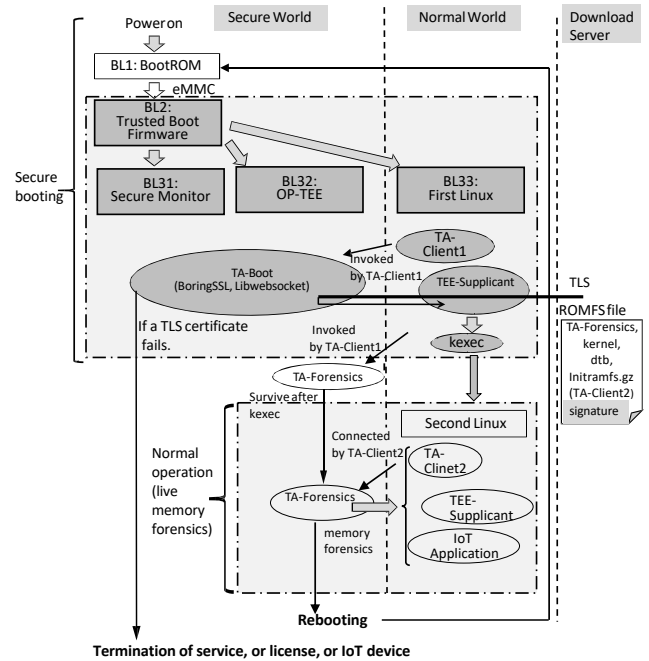 Secure World
Normal World
Download
Server
Power on
BL1: BootROM
eMMC
BL2:
Trusted Boot
Firmware
BL31:
Secure Monitor
BL32:
OP-TEE
BL33:
First Linux
Secure
booting
TA-
Client1
Invoked
by TA-Client1
TA-Boot
(BoringSSL, Libwebsocket)
TEE-Supplicant
TLS
If a TLS certificate
fails.
ROMFS file
TA-Forensics,
kernel,
dtb,
Initramfs.gz
(TA-Client2)
signature
Invoked
by TA-Client1
kexec
TA-Forensics
Survive after
kexec
Second Linux
Normal
operation
(live
memory
forensics)
Connected
by TA-Client2
TA-
Clinet2
TA-Forensics
TEE-
Supplicant
memory
forensics
IoT
Application
Rebooting
Termination of service, or license, or IoT device